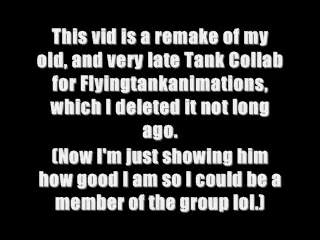 This vid is a remake of my
old, and very late Tank Collab
for Flyingtankanimations,
which I deleted it not long
ago.
(Now I'm just showing him
how good I am so I could be a
member of the group lol.)